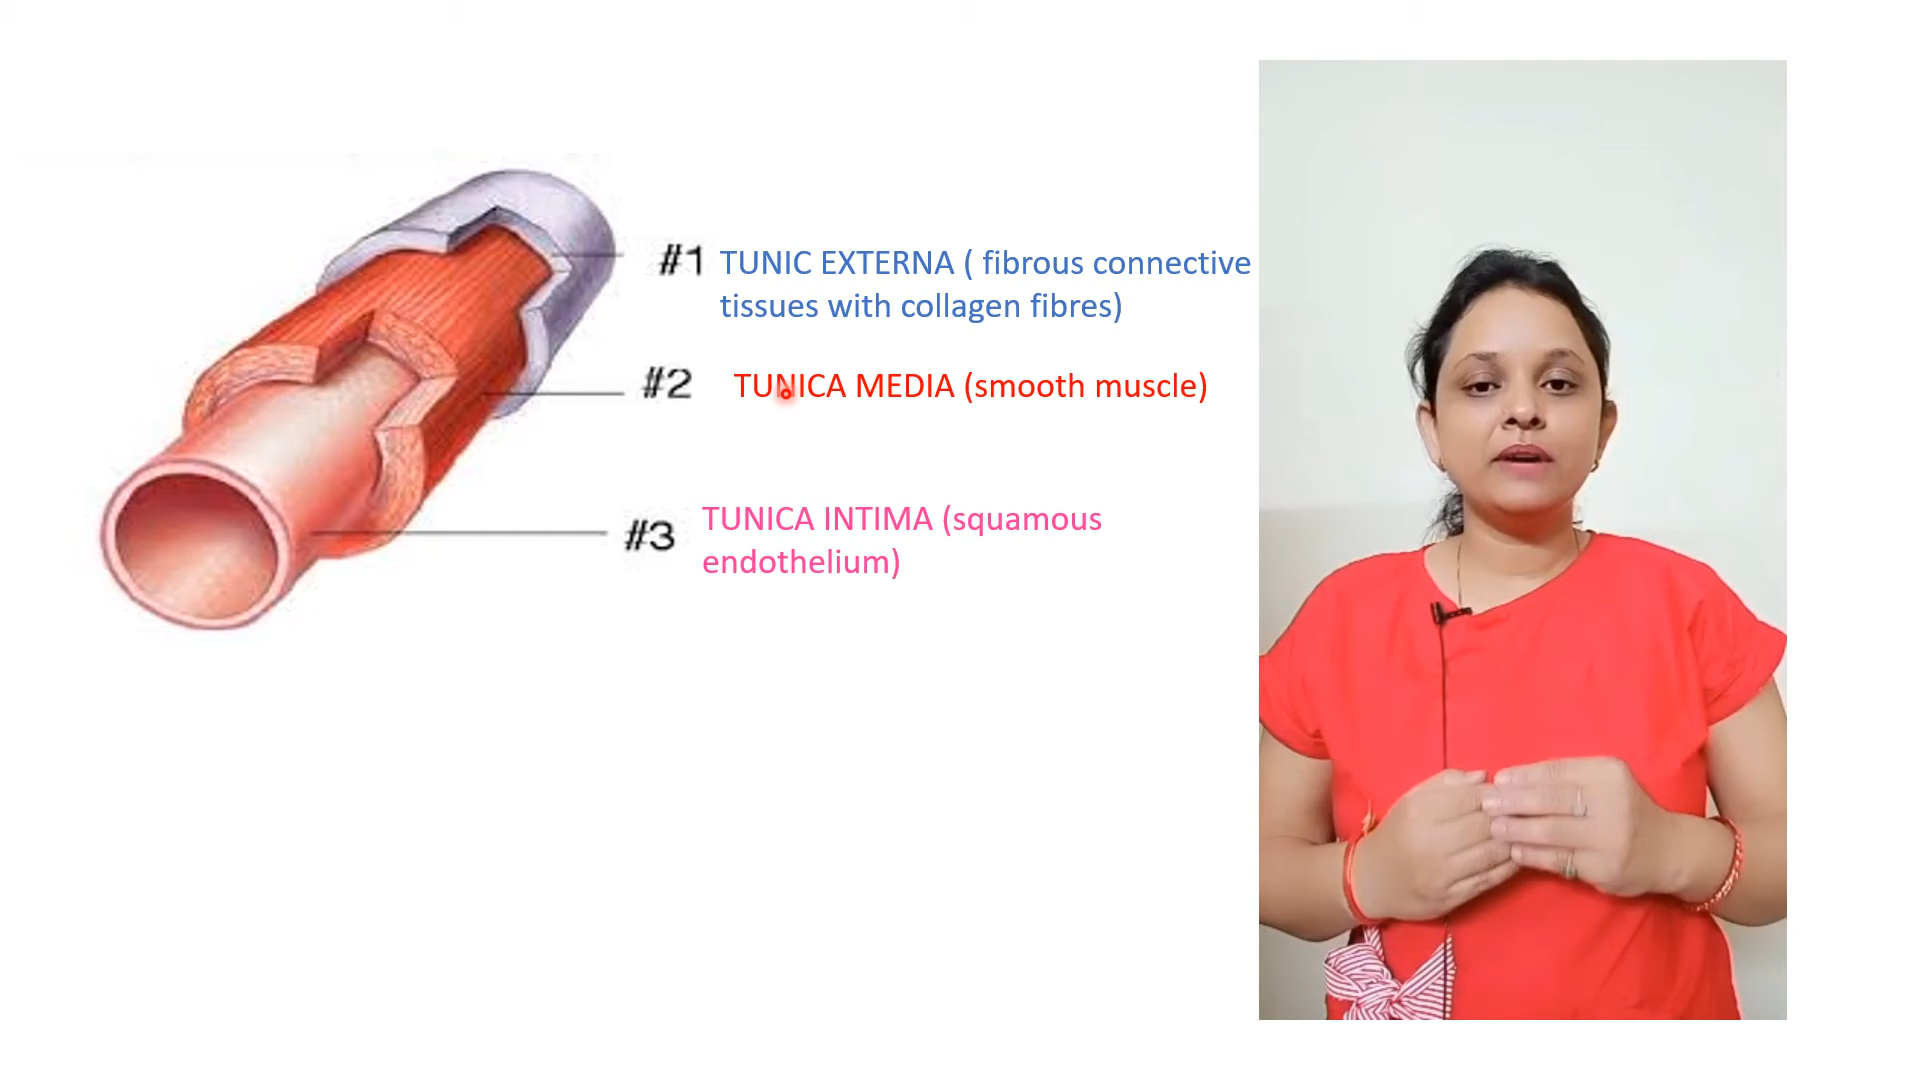 #1 TUNIC EXTERNA ( fibrous connective
tissues with collagen fibres)
#2 TUNICA MEDIA (smooth muscle)
#3 TUNICA INTIMA (squamous
endothelium)